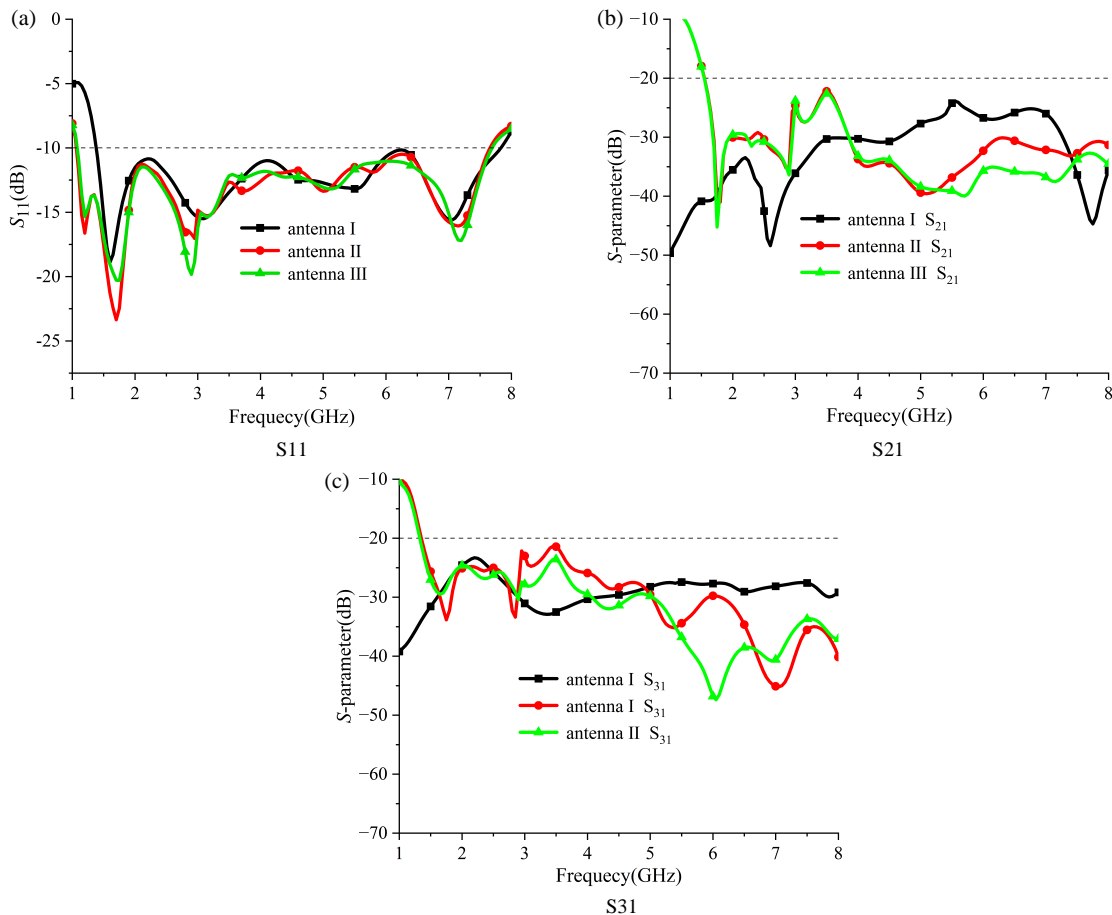 (a)
0
-5
-10
-15
-20
-25
S11(dB)
antenna I
antenna II
antenna III
1 2 3 4 5 6 7 8
Frequecy(GHz)
S11
(b)
−10
−20
−30
−40
−50
−60
−70
S-parameter(dB)
antenna I S21
antenna II S21
antenna III S21
1 2 3 4 5 6 7 8
Frequecy(GHz)
S21
(c)
−10
−20
−30
−40
−50
−60
−70
S-parameter(dB)
antenna I S31
antenna I S31
antenna II S31
1 2 3 4 5 6 7 8
Frequecy(GHz)
S31